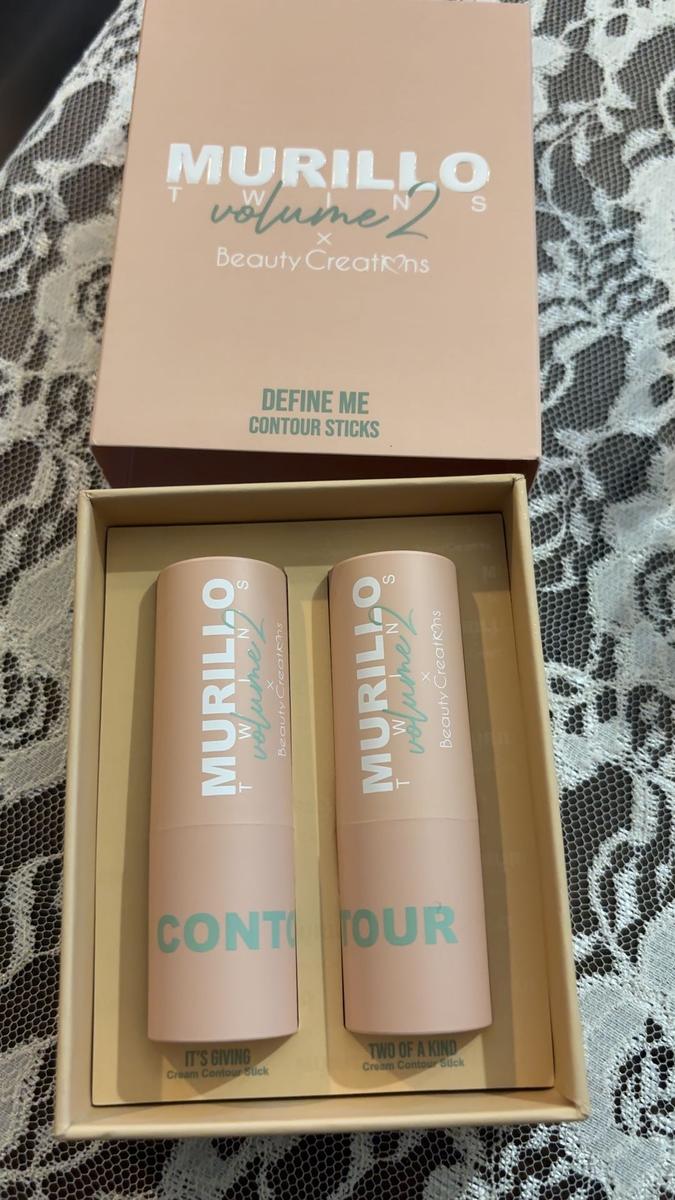 MURILLO
TWINS
volume 2
x
Beauty Creations
DEFINE ME
CONTOUR STICKS
MURILLO
TWINS
volume 2
x
Beauty Creations
CONTO
IT'S GIVING
Cream Contour Stick
MURILLO
TWINS
volume 2
x
Beauty Creations
TOUR
TWO OF A KIND
Cream Contour Stick